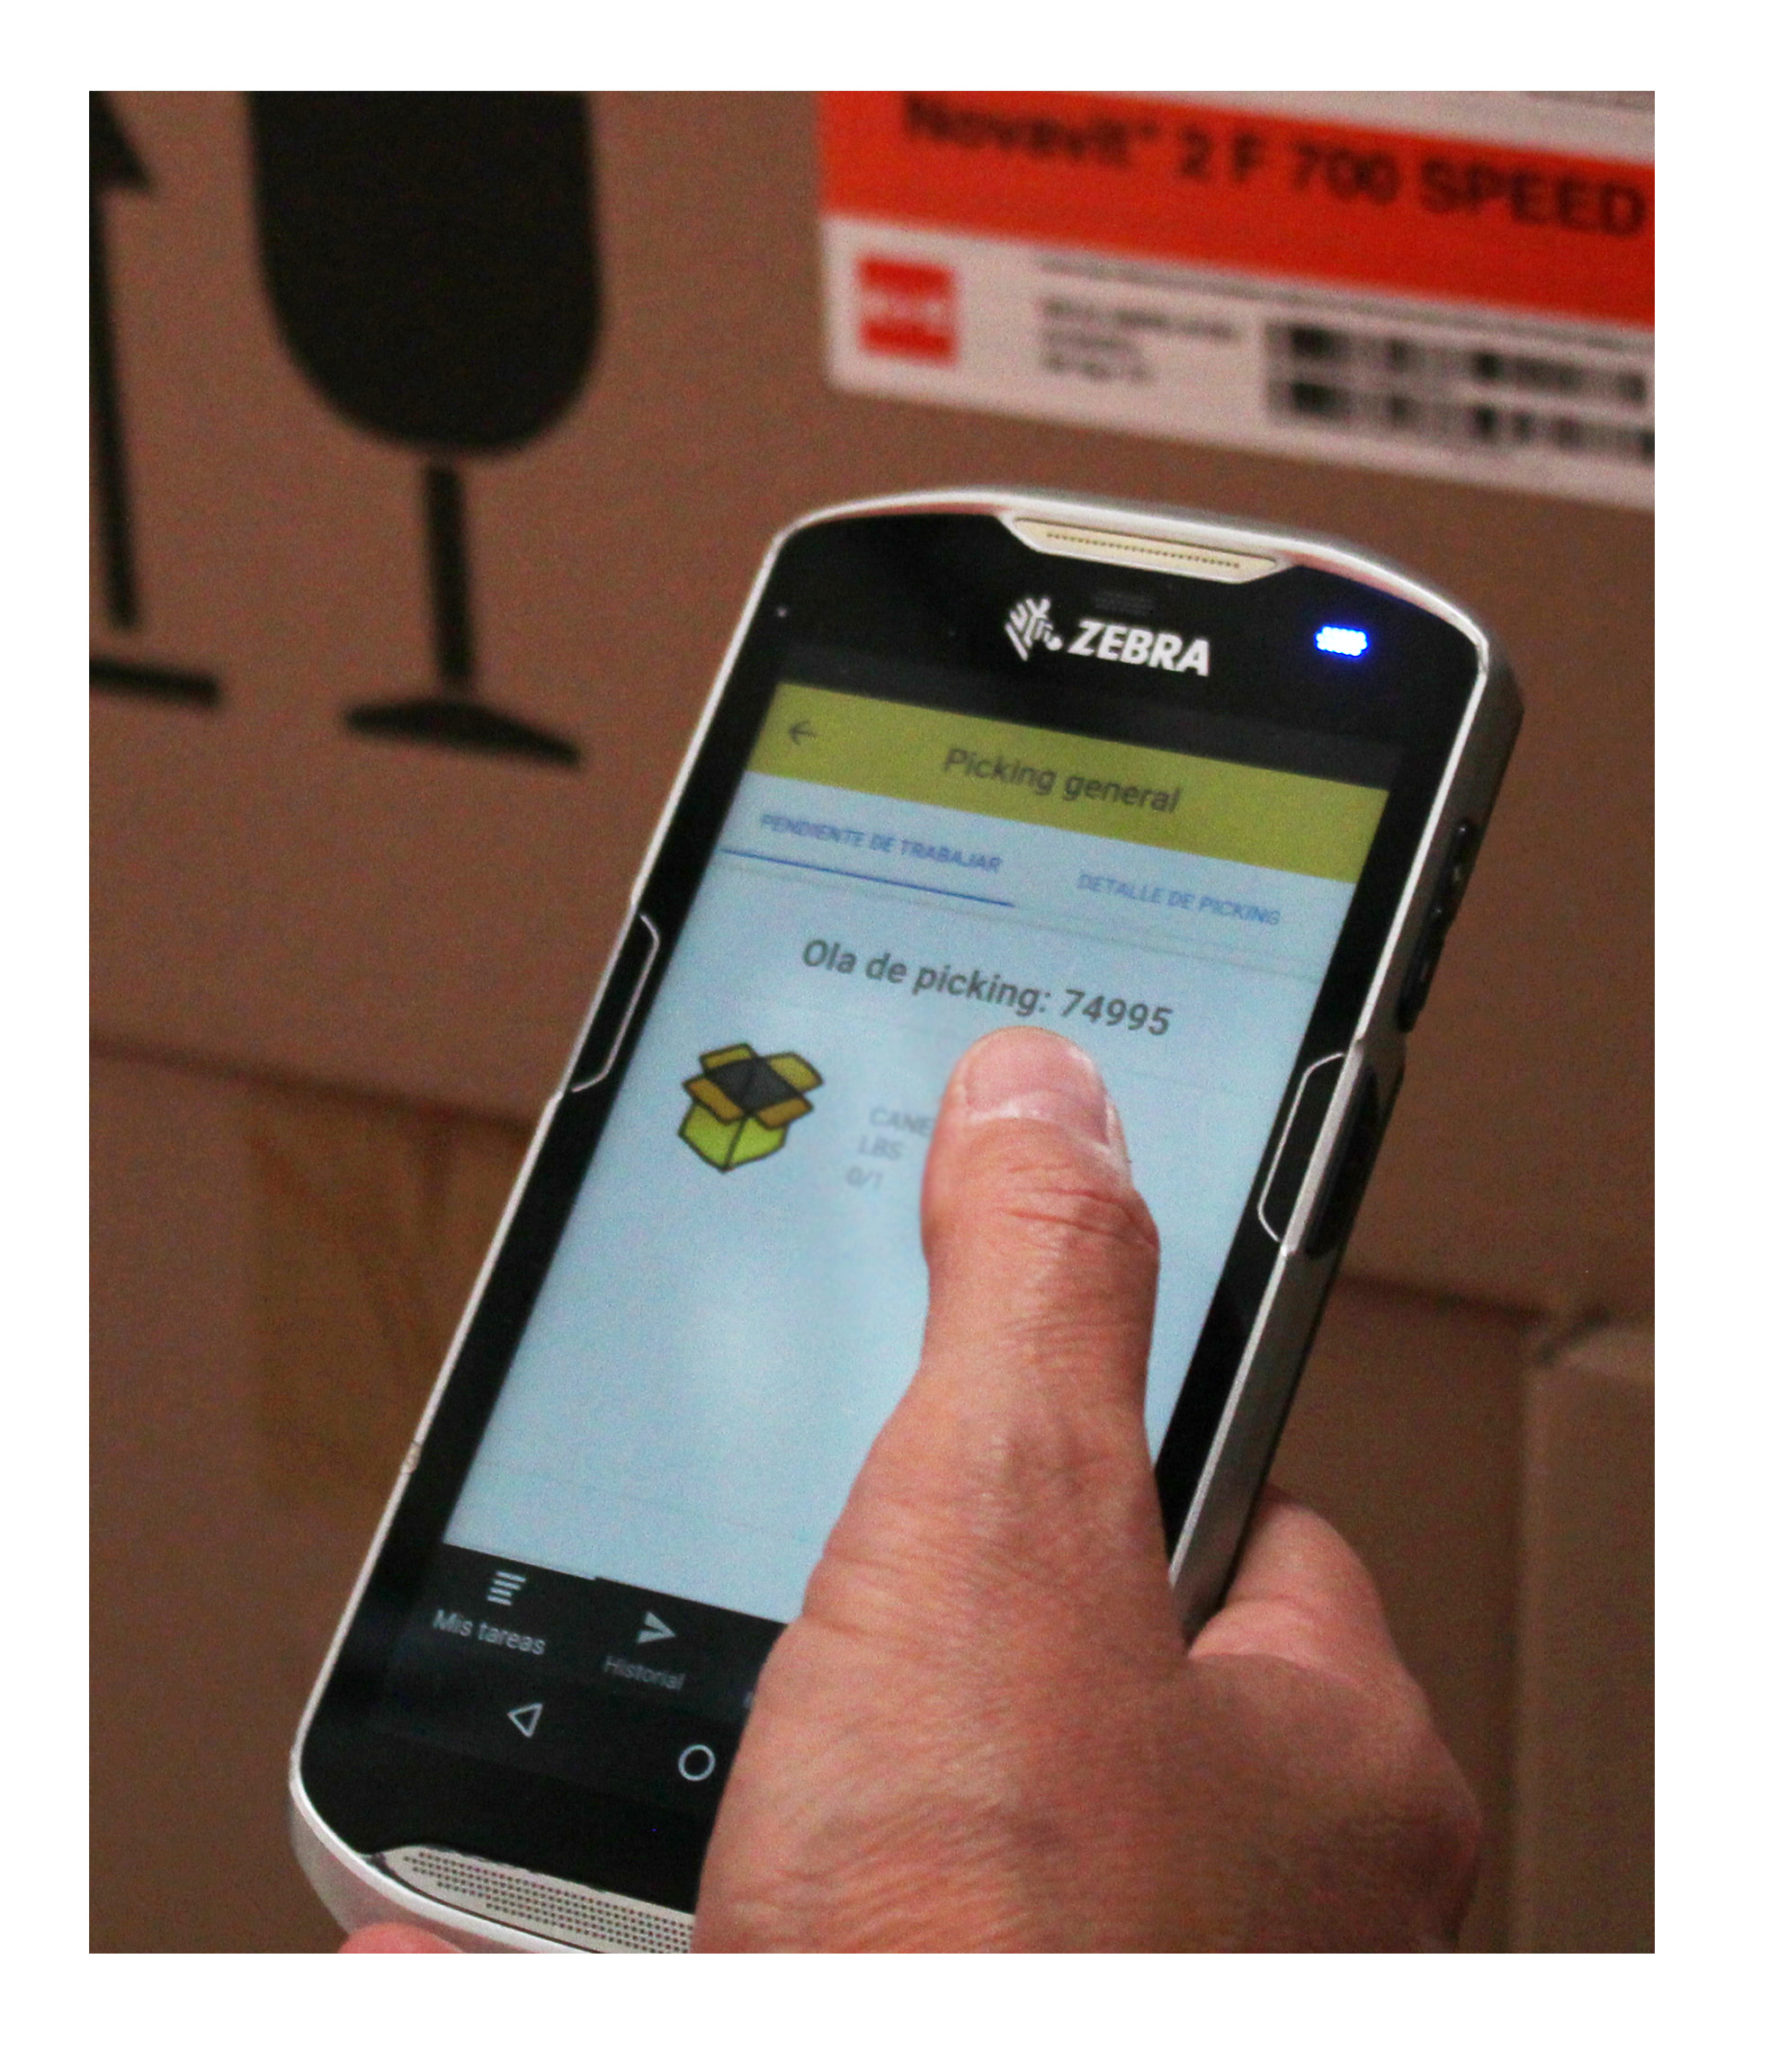 Novavit® 2 F 700 SPEED
ZEBRA
Picking general
PENDIENTE DE TRABAJAR
DETALLE DE PICKING
Ola de picking: 74995
LBS
0/1
Mis tareas
Historial